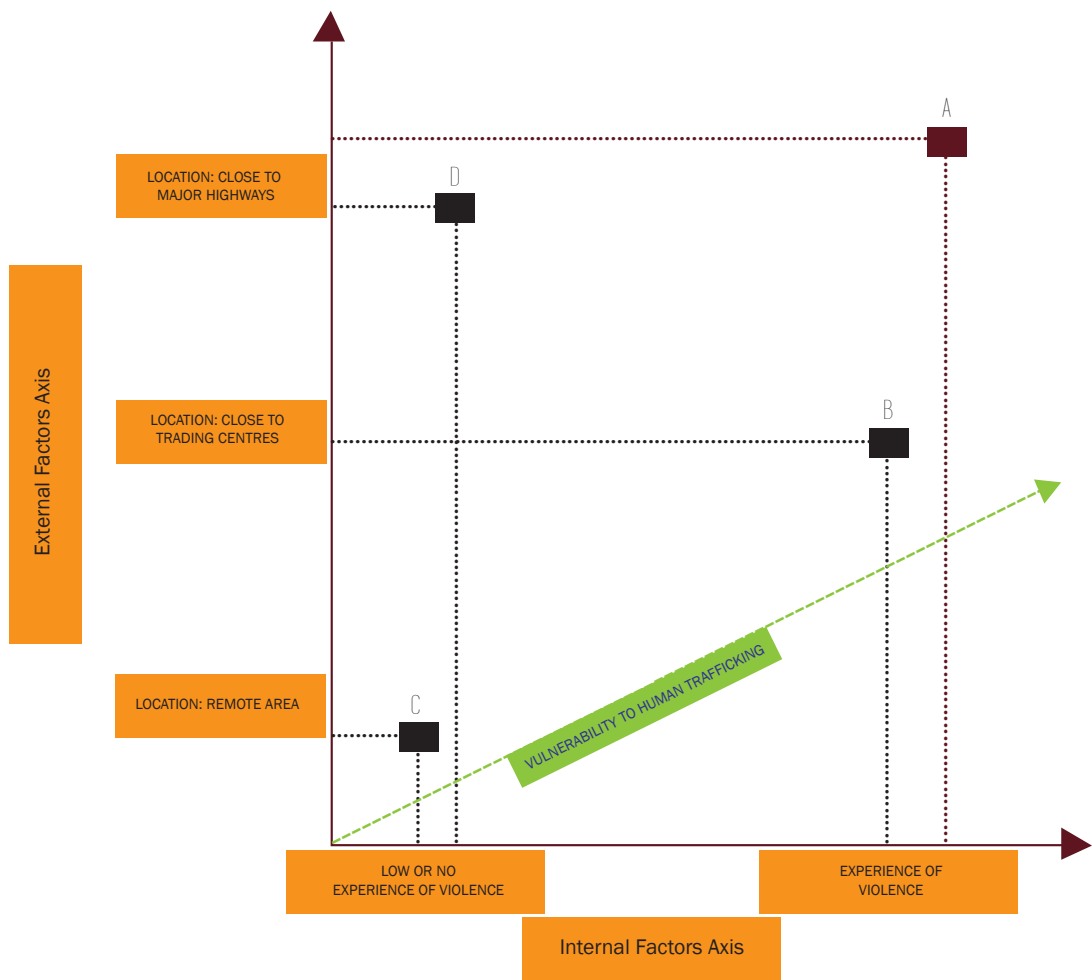 A
LOCATION: CLOSE TO
MAJOR HIGHWAYS
D
External Factors Axis
LOCATION: CLOSE TO
TRADING CENTRES
B
VULNERABILITY TO HUMAN TRAFFICKING
LOCATION: REMOTE AREA
C
LOW OR NO
EXPERIENCE OF VIOLENCE
EXPERIENCE OF
VIOLENCE
Internal Factors Axis